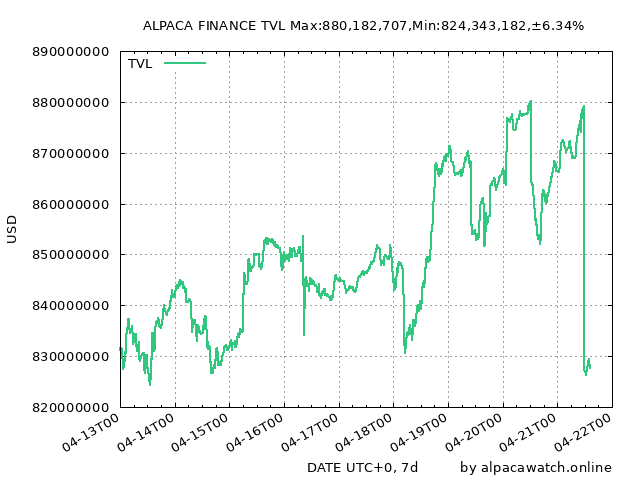 ALPACA FINANCE TVL Max:880,182,707,Min:824,343,182,±6.34%
890000000
TVL
880000000
870000000
860000000
USD
850000000
840000000
830000000
820000000
04-13T00 04-14T00 04-15T00 04-16T00 04-17T00 04-18T00 04-19T00 04-20T00 04-21T00 04-22T00
DATE UTC+0, 7d by alpacawatch.online